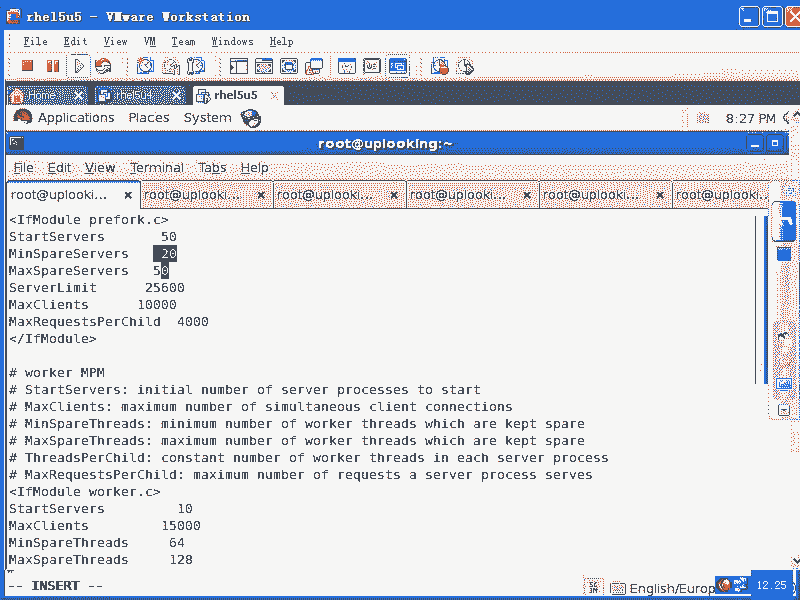 rhel5u5 - VMware Workstation
File Edit View VM Team Windows Help
Home rhel5u4 rhel5u5
Applications Places System 8:27 PM
root@uplooking:~
File Edit View Terminal Tabs Help
root@uplooki... root@uplooki... root@uplooki... root@uplooki... root@uplooki... root@uplooki...
<IfModule prefork.c>
StartServers 50
MinSpareServers 20
MaxSpareServers 50
ServerLimit 25600
MaxClients 10000
MaxRequestsPerChild 4000
</IfModule>
# worker MPM
# StartServers: initial number of server processes to start
# MaxClients: maximum number of simultaneous client connections
# MinSpareThreads: minimum number of worker threads which are kept spare
# MaxSpareThreads: maximum number of worker threads which are kept spare
# ThreadsPerChild: constant number of worker threads in each server process
# MaxRequestsPerChild: maximum number of requests a server process serves
<IfModule worker.c>
StartServers 10
MaxClients 15000
MinSpareThreads 64
MaxSpareThreads 128
-- INSERT --
English/Europ
12.25